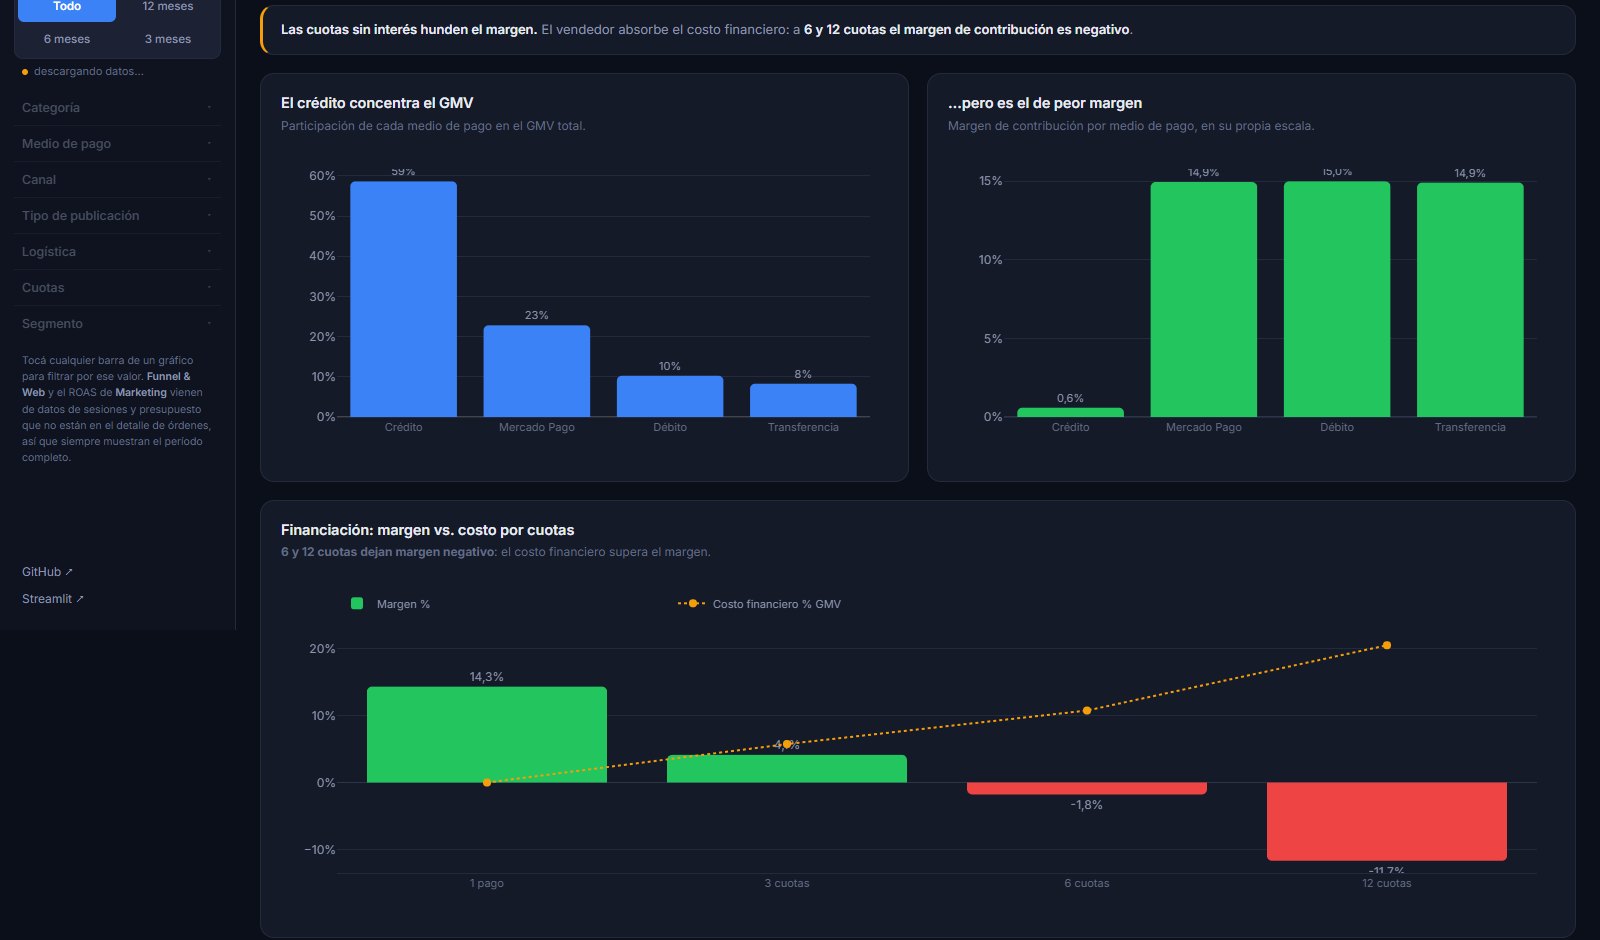 Todo
12 meses
6 meses
3 meses
descargando datos...
Categoría
Medio de pago
Canal
Tipo de publicación
Logística
Cuotas
Segmento
Tocá cualquier barra de un gráfico
para filtrar por ese valor. Funnel &
Web y el ROAS de Marketing vienen
de datos de sesiones y presupuesto
que no están en el detalle de órdenes,
así que siempre muestran el período
completo.
GitHub ↗
Streamlit ↗
Las cuotas sin interés hunden el margen. El vendedor absorbe el costo financiero: a 6 y 12 cuotas el margen de contribución es negativo.
El crédito concentra el GMV
Participación de cada medio de pago en el GMV total.
60%
50%
40%
30%
20%
10%
0%
59%
23%
10%
8%
Crédito
Mercado Pago
Débito
Transferencia
...pero es el de peor margen
Margen de contribución por medio de pago, en su propia escala.
15%
10%
5%
0%
0,6%
14,9%
15,0%
14,9%
Crédito
Mercado Pago
Débito
Transferencia
Financiación: margen vs. costo por cuotas
6 y 12 cuotas dejan margen negativo: el costo financiero supera el margen.
Margen %
Costo financiero % GMV
20%
10%
0%
−10%
14,3%
-1,8%
-11,7%
1 pago
3 cuotas
6 cuotas
12 cuotas